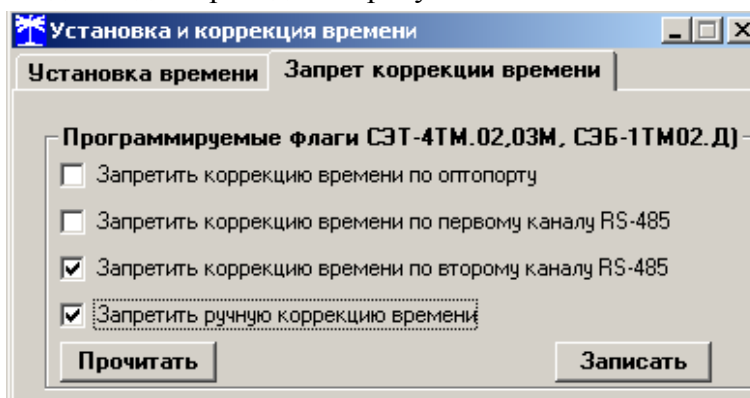 Установка и коррекция времени
Установка времени Запрет коррекции времени
Программируемые флаги СЭТ-4ТМ.02,03М, СЭБ-1ТМ02.Д)
Запретить коррекцию времени по оптопорту
Запретить коррекцию времени по первому каналу RS-485
Запретить коррекцию времени по второму каналу RS-485
Запретить ручную коррекцию времени
Прочитать Записать